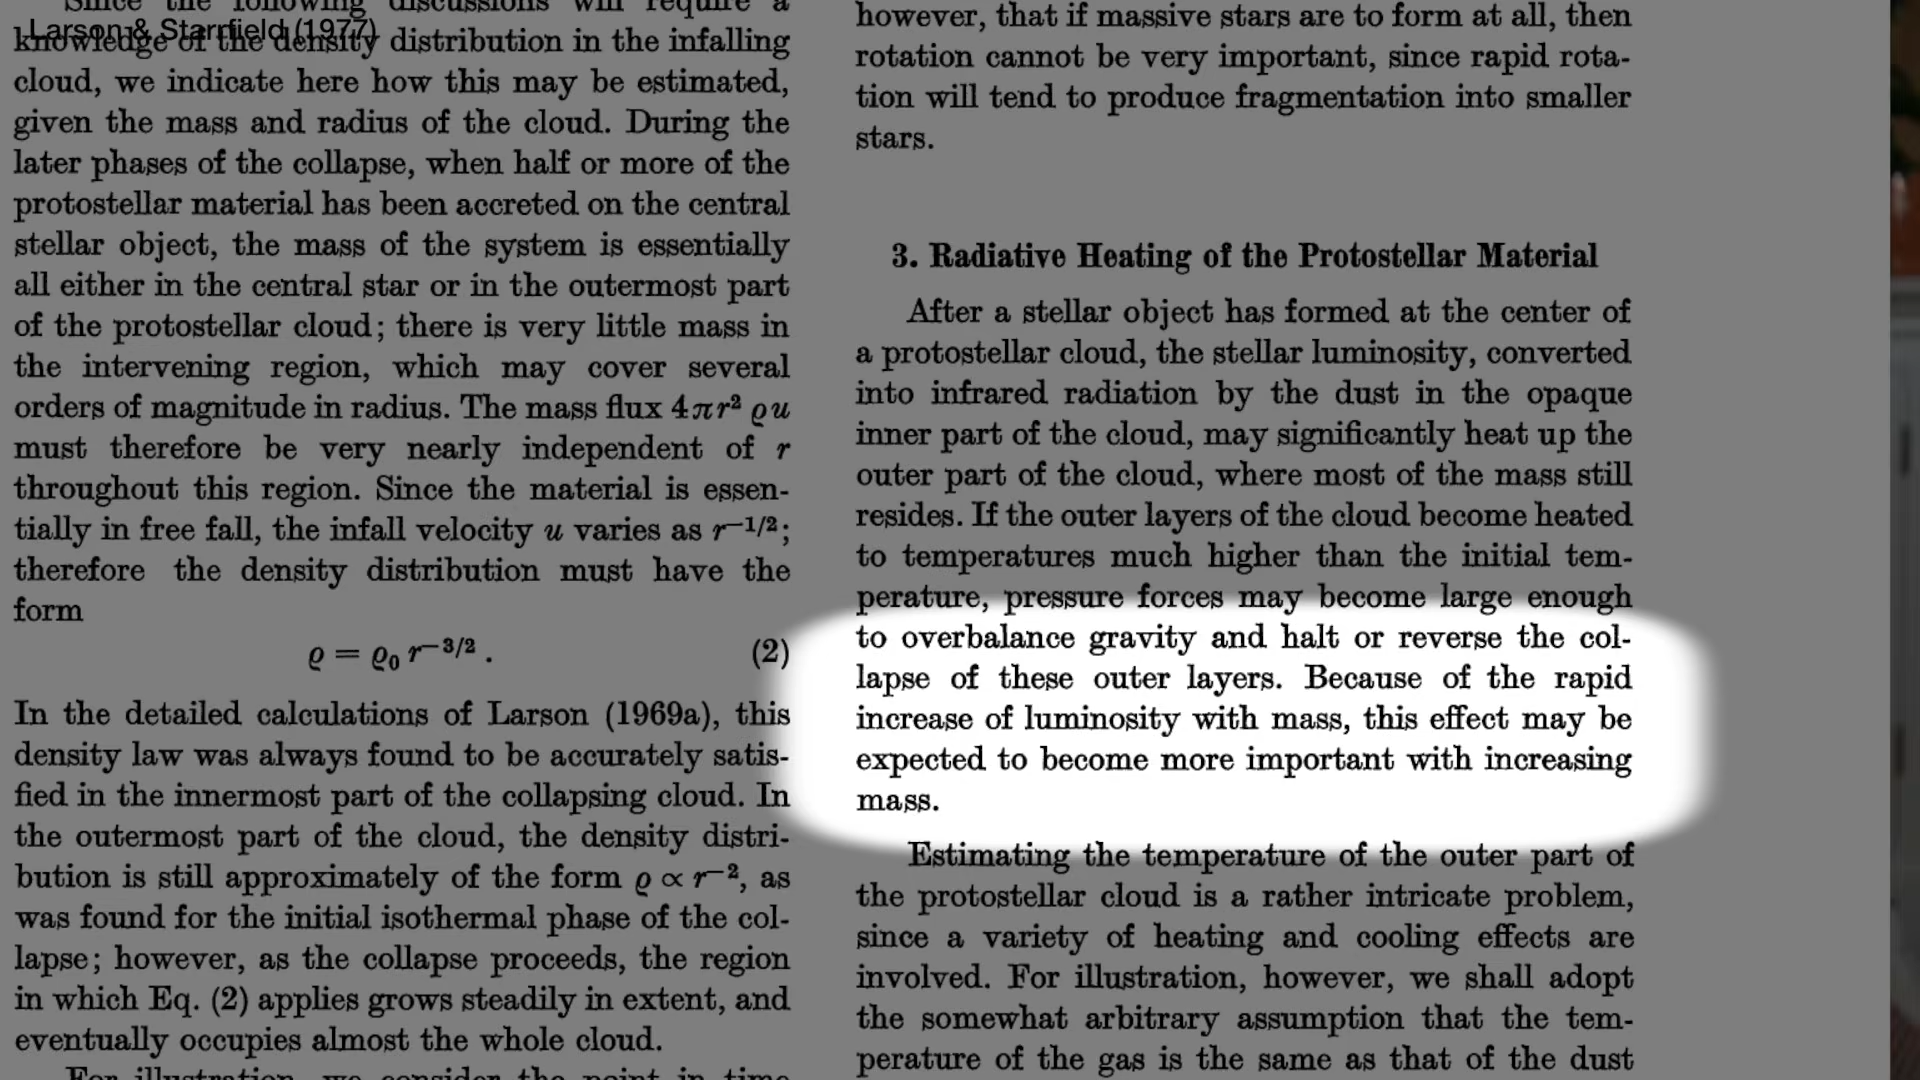 Larson & Starrfield (1977)
Since the following discussions will require a
knowledge of the density distribution in the infalling
cloud, we indicate here how this may be estimated,
given the mass and radius of the cloud. During the
later phases of the collapse, when half or more of the
protostellar material has been accreted on the central
stellar object, the mass of the system is essentially
all either in the central star or in the outermost part
of the protostellar cloud; there is very little mass in
the intervening region, which may cover several
orders of magnitude in radius. The mass flux 4πr² ϱu
must therefore be very nearly independent of r
throughout this region. Since the material is essen-
tially in free fall, the infall velocity u varies as r⁻¹/²;
therefore the density distribution must have the
form
ϱ = ϱ₀ r⁻³/². (2)
In the detailed calculations of Larson (1969a), this
density law was always found to be accurately satis-
fied in the innermost part of the collapsing cloud. In
the outermost part of the cloud, the density distri-
bution is still approximately of the form ϱ ∝ r⁻², as
was found for the initial isothermal phase of the col-
lapse; however, as the collapse proceeds, the region
in which Eq. (2) applies grows steadily in extent, and
eventually occupies almost the whole cloud.
For illustration, we consider the point in time
however, that if massive stars are to form at all, then
rotation cannot be very important, since rapid rota-
tion will tend to produce fragmentation into smaller
stars.
3. Radiative Heating of the Protostellar Material
After a stellar object has formed at the center of
a protostellar cloud, the stellar luminosity, converted
into infrared radiation by the dust in the opaque
inner part of the cloud, may significantly heat up the
outer part of the cloud, where most of the mass still
resides. If the outer layers of the cloud become heated
to temperatures much higher than the initial tem-
perature, pressure forces may become large enough
to overbalance gravity and halt or reverse the col-
lapse of these outer layers. Because of the rapid
increase of luminosity with mass, this effect may be
expected to become more important with increasing
mass.
Estimating the temperature of the outer part of
the protostellar cloud is a rather intricate problem,
since a variety of heating and cooling effects are
involved. For illustration, however, we shall adopt
the somewhat arbitrary assumption that the tem-
perature of the gas is the same as that of the dust